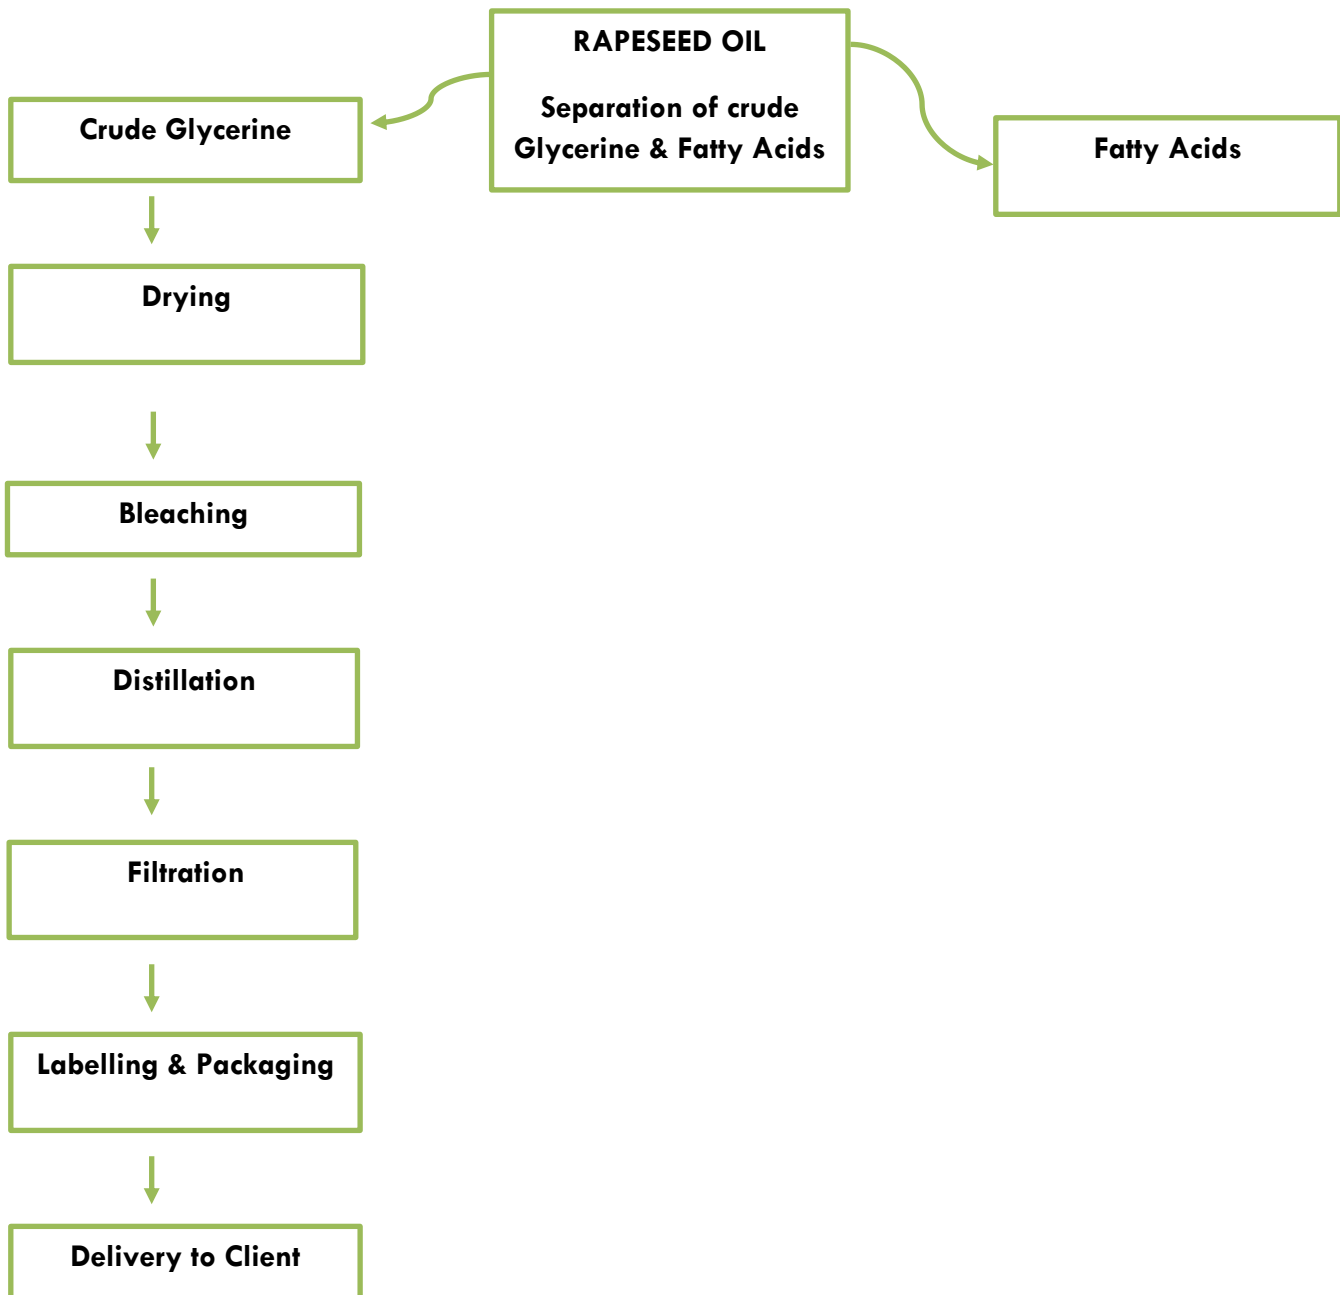 RAPESEED OIL
Separation of crude
Glycerine & Fatty Acids
Crude Glycerine
Fatty Acids
Drying
Bleaching
Distillation
Filtration
Labelling & Packaging
Delivery to Client